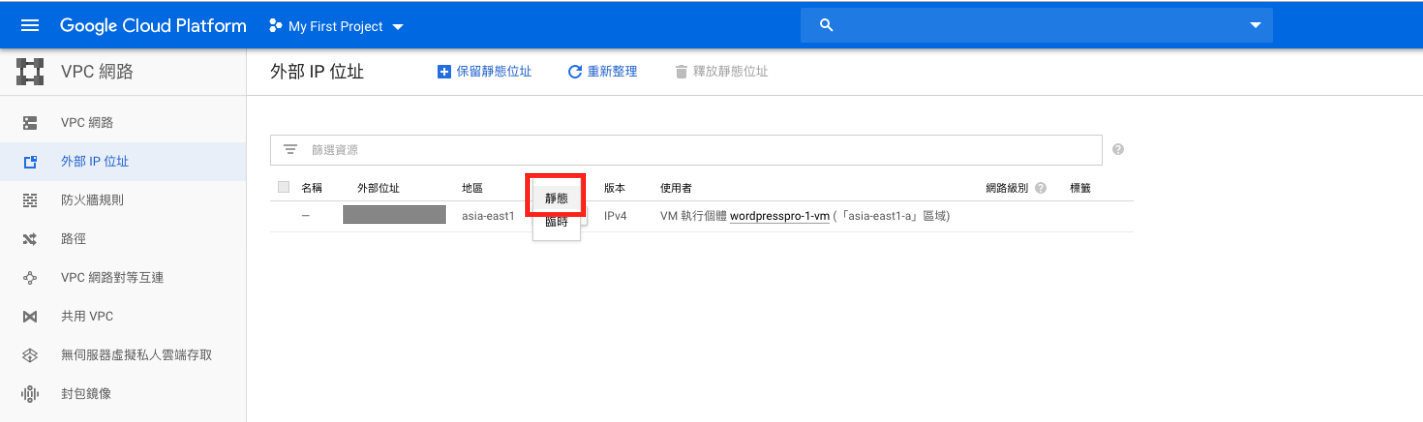 Google Cloud Platform
My First Project
VPC 網路
外部 IP 位址
保留靜態位址
重新整理
釋放靜態位址
VPC 網路
外部 IP 位址
防火牆規則
路徑
VPC 網路對等互連
共用 VPC
無伺服器虛擬私人雲端存取
封包鏡像
篩選資源
名稱 外部位址 地區 版本 使用者 網路級別 標籤
靜態
臨時
– asia-east1 IPv4 VM 執行個體 wordpresspro-1-vm (「asia-east1-a」區域)